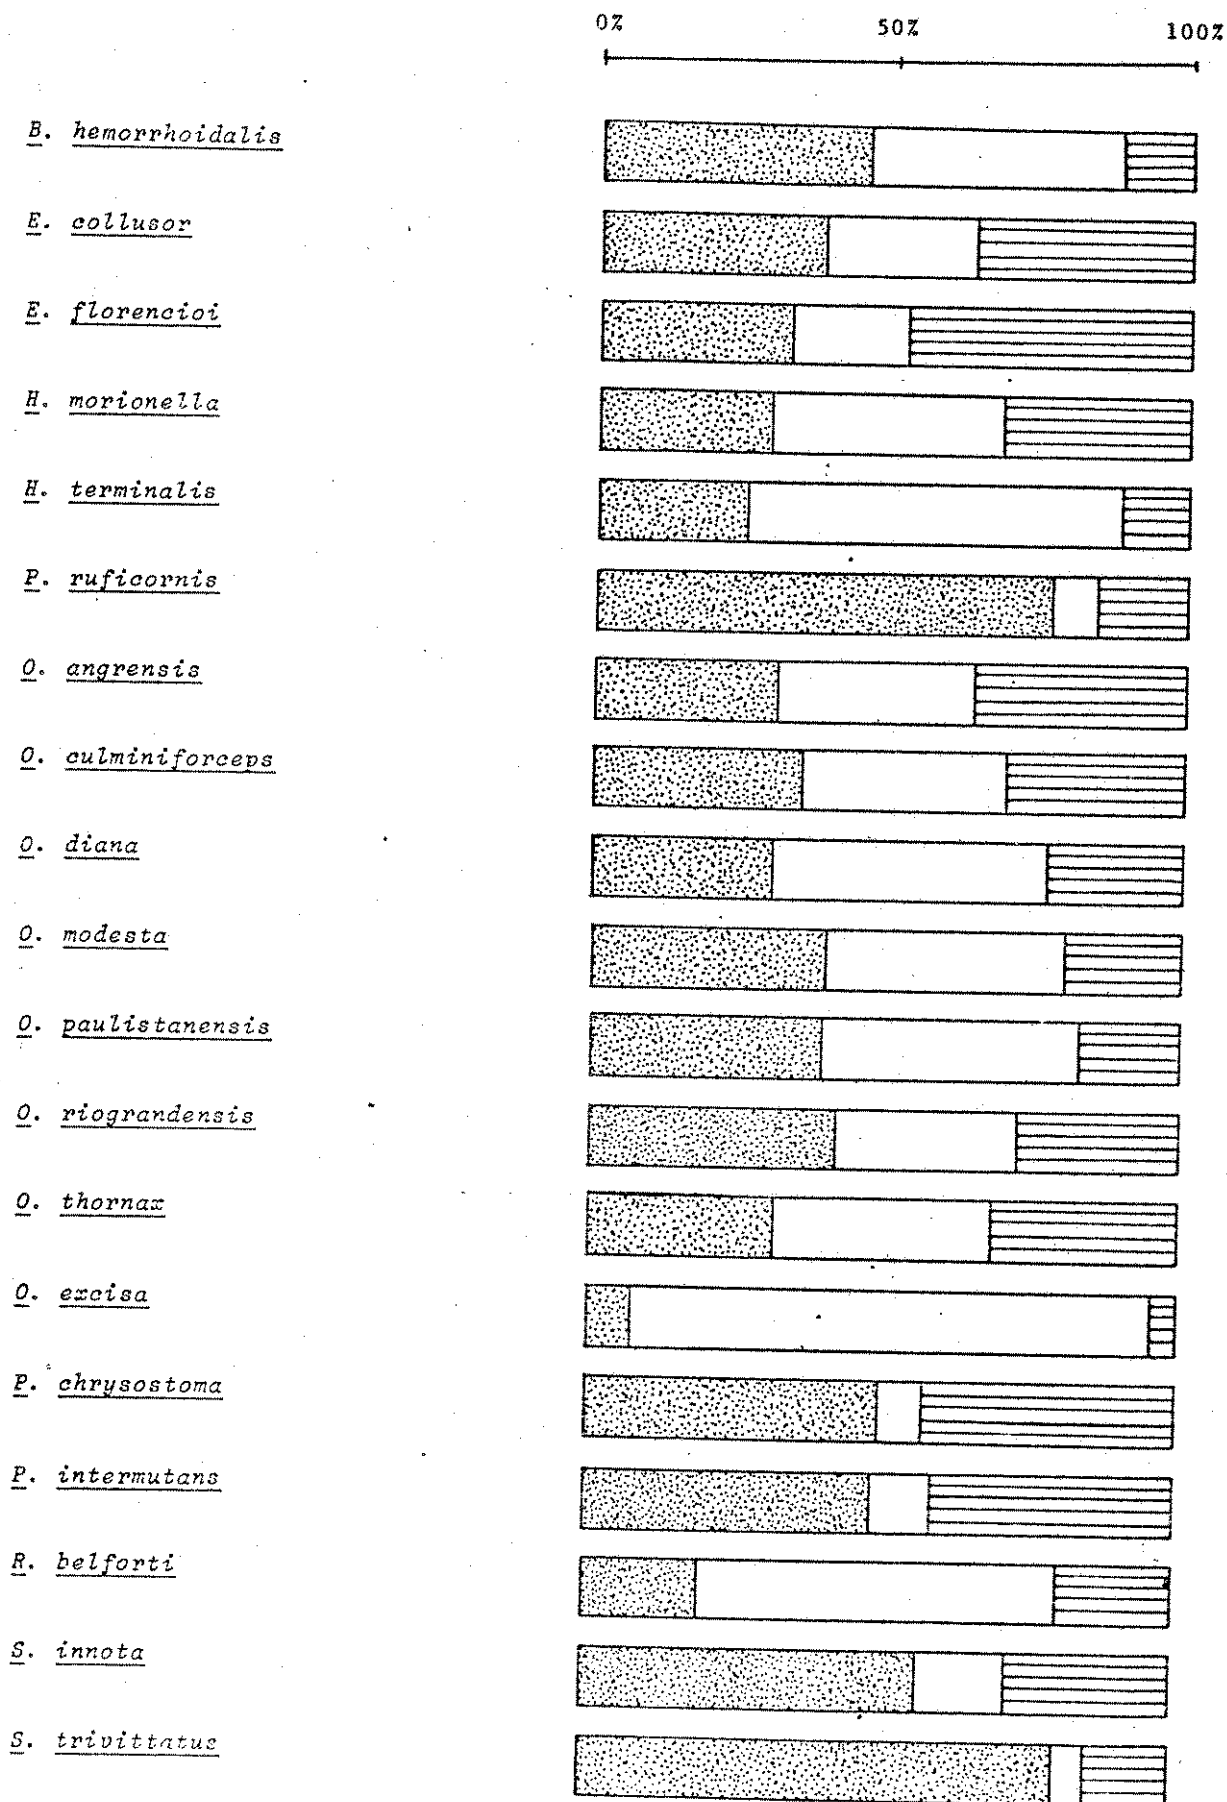 0% 50% 100%
B. hemorrhoidalis
E. collusor
E. florencioi
H. morionella
H. terminalis
P. ruficornis
O. angrensis
O. culminiforceps
O. diana
O. modesta
O. paulistanensis
O. riograndensis
O. thornax
O. excisa
P. chrysostoma
P. intermutans
R. belforti
S. innota
S. trivittatus